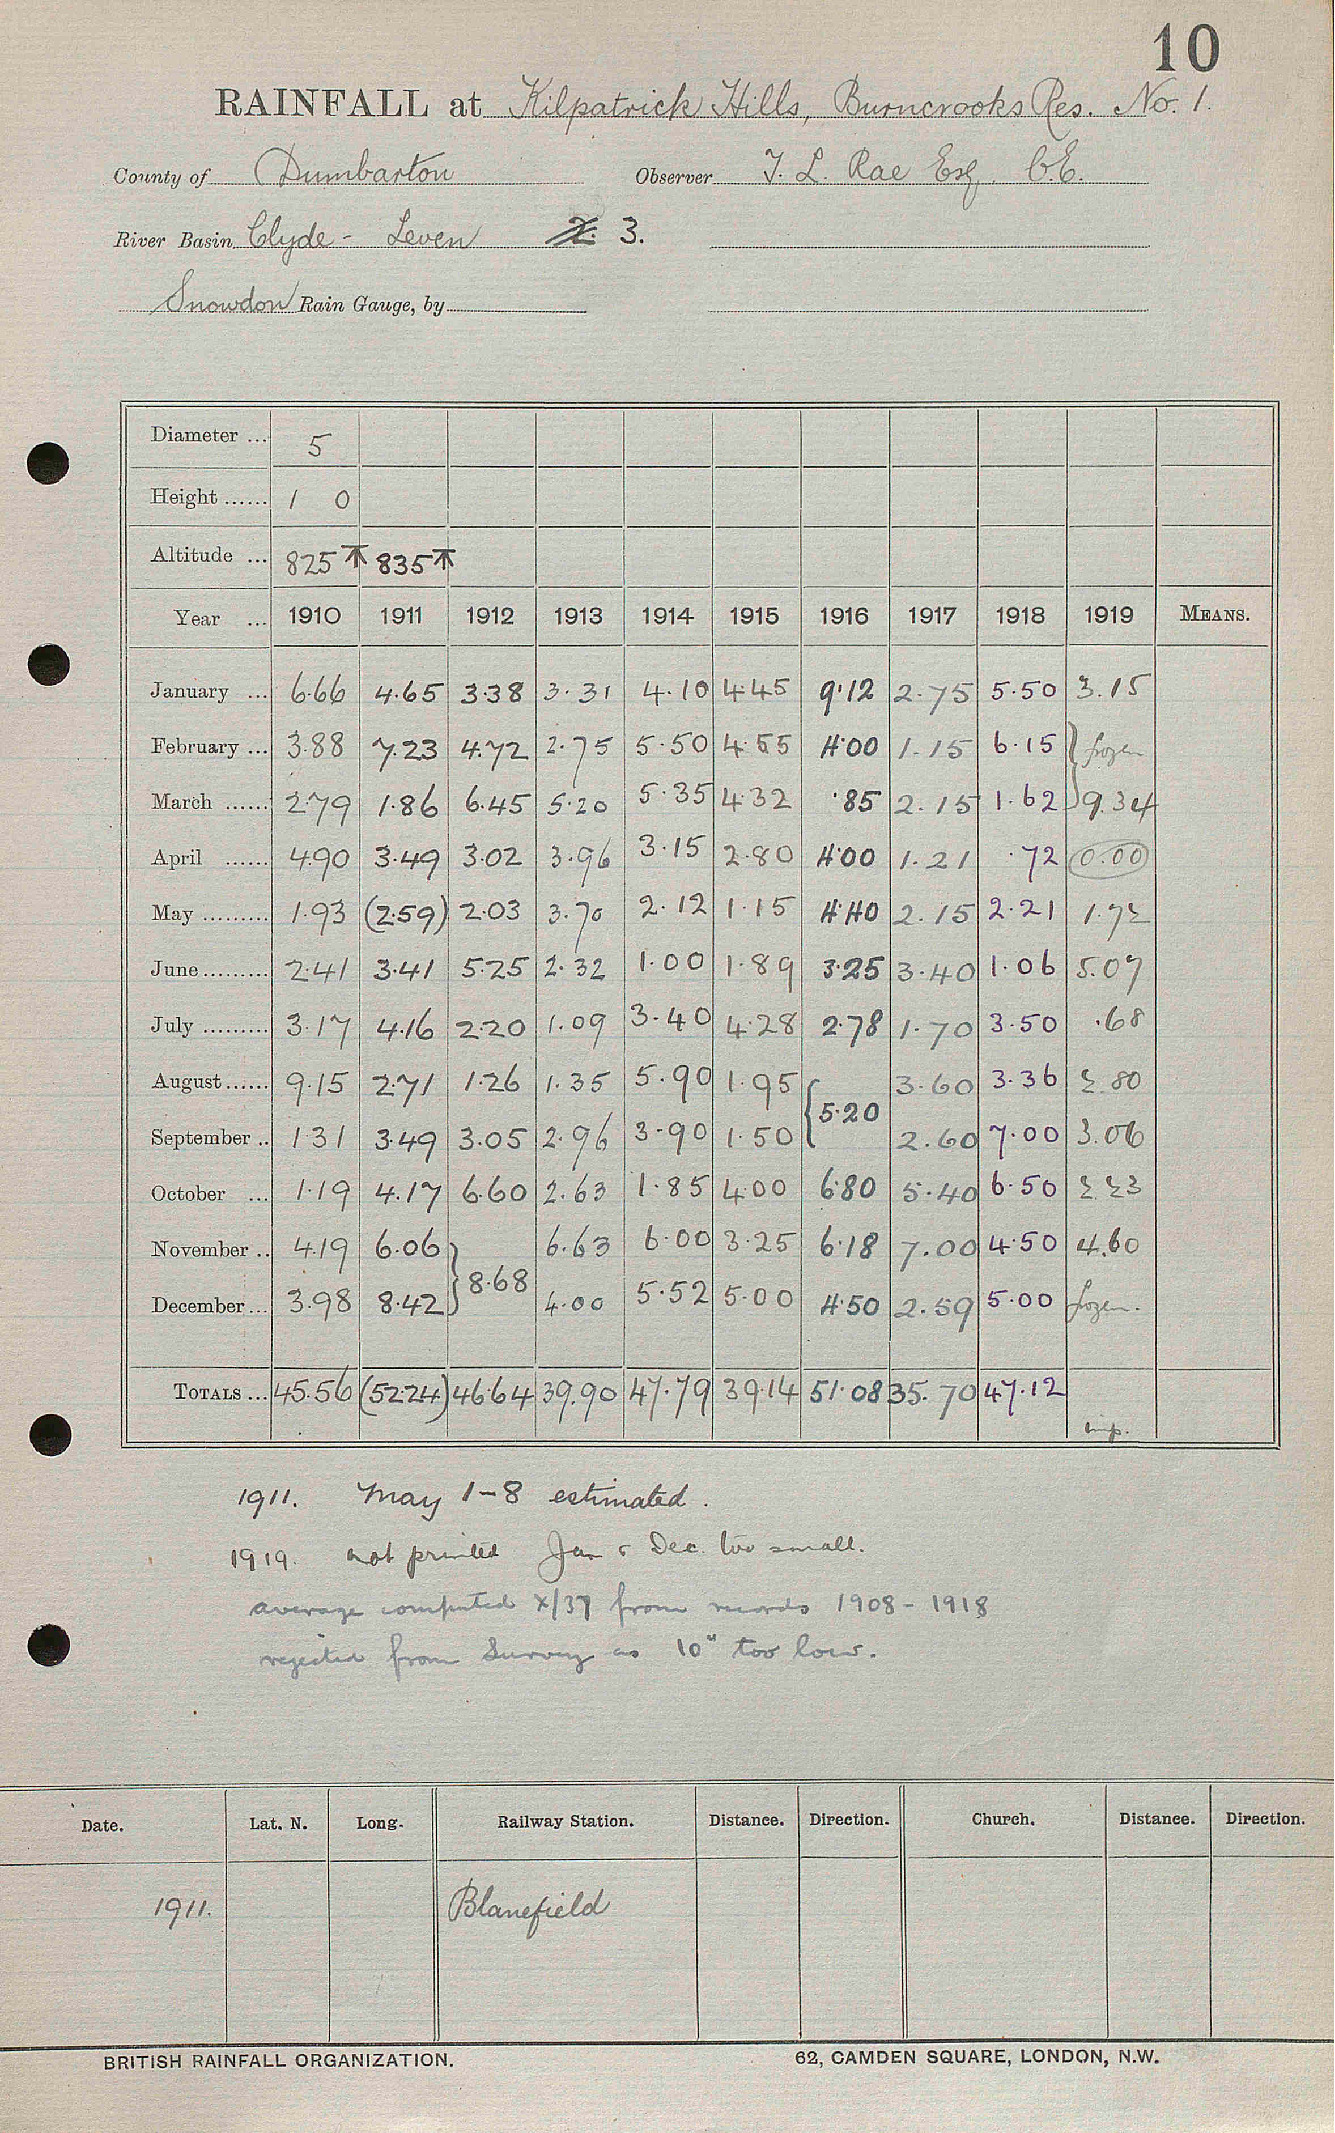 10
RAINFALL at Kilpatrick Hills, Burncrooks Res. No. 1.
County of Dumbarton Observer T. L. Rae Esq. C.E.
River Basin Clyde - Leven 3.
Snowdon Rain Gauge, by
Diameter ... 5
Height ...... 1 0
Altitude ... 825 835
Year ... 1910 1911 1912 1913 1914 1915 1916 1917 1918 1919 MEANS.
January ... 6.66 4.65 3.38 3.31 4.10 4.45 9.12 2.75 5.50 3.15
February ... 3.88 7.23 4.72 2.75 5.50 4.55 4.00 1.15 6.15 } frozen
March ...... 2.79 1.86 6.45 5.20 5.35 4.32 .85 2.15 1.62 9.34
April ...... 4.90 3.49 3.02 3.96 3.15 2.80 4.00 1.21 .72 0.00
May ......... 1.93 (2.59) 2.03 3.70 2.12 1.15 4.40 2.15 2.21 1.72
June ......... 2.41 3.41 5.25 2.32 1.00 1.89 3.25 3.40 1.06 5.07
July ......... 3.17 4.16 2.20 1.09 3.40 4.28 2.78 1.70 3.50 .68
August ...... 9.15 2.71 1.26 1.35 5.90 1.95 { 5.20 3.60 3.36 2.80
September .. 1.31 3.49 3.05 2.96 3.90 1.50 2.60 7.00 3.06
October ... 1.19 4.17 6.60 2.63 1.85 4.00 6.80 5.40 6.50 2.23
November .. 4.19 6.06 } 8.68 6.63 6.00 3.25 6.18 7.00 4.50 4.60
December ... 3.98 8.42 4.00 5.52 5.00 4.50 2.59 5.00 frozen.
TOTALS ... 45.56 (52.24) 46.64 39.90 47.79 39.14 51.08 35.70 47.12
imp.
1911. May 1-8 estimated.
1919. not printed Jan & Dec. too small.
average computed X/37 from records 1908 - 1918
rejected from Survey as 10" too low.
Date. Lat. N. Long. Railway Station. Distance. Direction. Church. Distance. Direction.
1911. Blanefield
BRITISH RAINFALL ORGANIZATION. 62, CAMDEN SQUARE, LONDON, N.W.